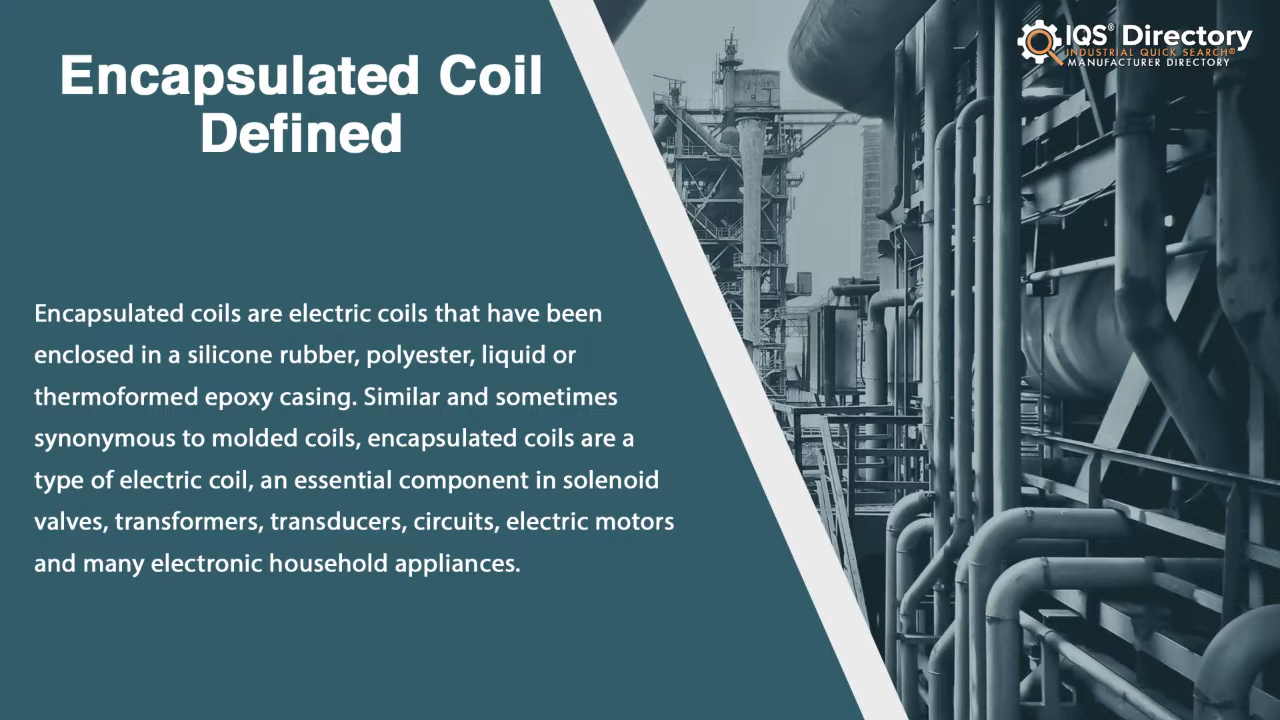 Encapsulated Coil
Defined
IQS® Directory
INDUSTRIAL QUICK SEARCH®
MANUFACTURER DIRECTORY
Encapsulated coils are electric coils that have been
enclosed in a silicone rubber, polyester, liquid or
thermoformed epoxy casing. Similar and sometimes
synonymous to molded coils, encapsulated coils are a
type of electric coil, an essential component in solenoid
valves, transformers, transducers, circuits, electric motors
and many electronic household appliances.